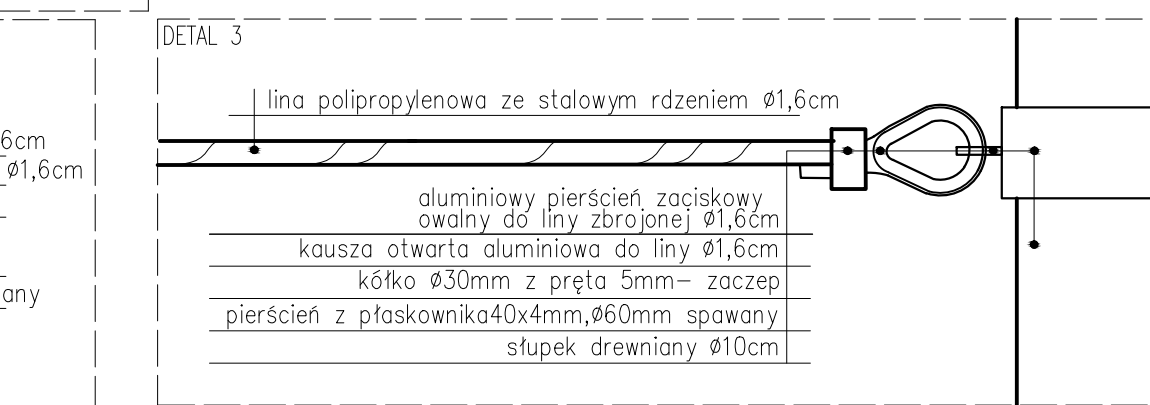 DETAL 3
lina polipropylenowa ze stalowym rdzeniem Ø1,6cm
6cm
Ø1,6cm
any
aluminiowy pierścień zaciskowy
owalny do liny zbrojonej Ø1,6cm
kausza otwarta aluminiowa do liny Ø1,6cm
kółko Ø30mm z pręta 5mm– zaczep
pierścień z płaskownika40x4mm,Ø60mm spawany
słupek drewniany Ø10cm